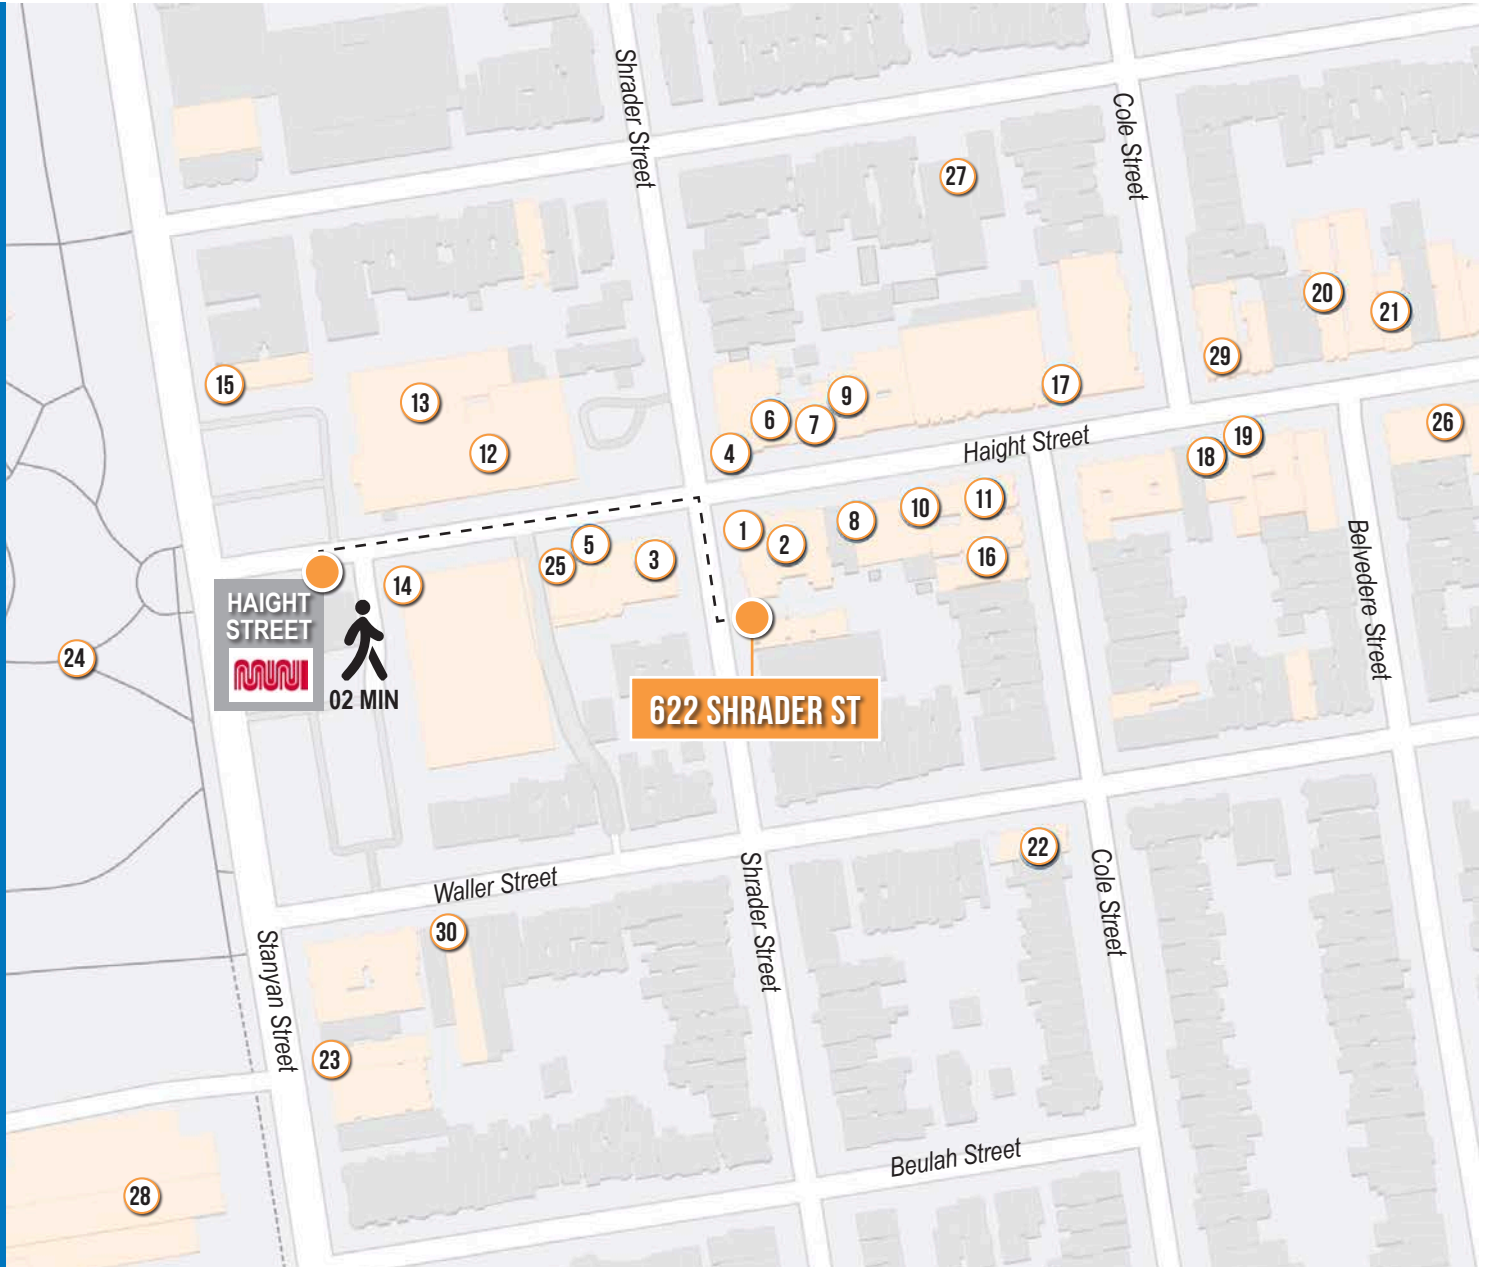 Shrader Street
Cole Street
27
20
21
29
15
13
12
6
7
9
17
4
Haight Street
26
19
18
11
10
8
1
2
5
3
25
16
14
HAIGHT
STREET
MUNI
02 MIN
24
622 SHRADER ST
Belvedere Street
22
Waller Street
Shrader Street
Cole Street
30
Stanyan Street
23
Beulah Street
28